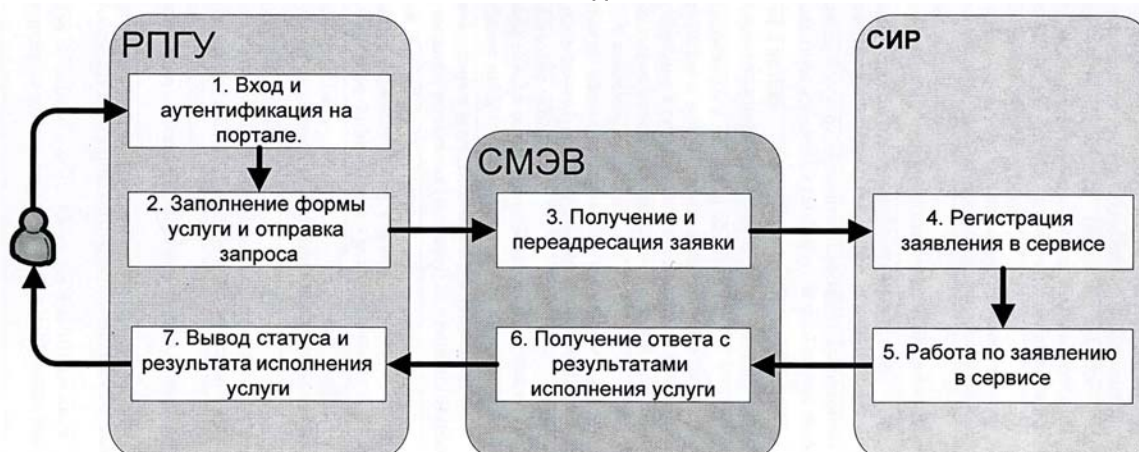 РПГУ
1. Вход и
аутентификация на
портале.
2. Заполнение формы
услуги и отправка
запроса
СМЭВ
3. Получение и
переадресация заявки
СИР
4. Регистрация
заявления в сервисе
5. Работа по заявлению
в сервисе
6. Получение ответа с
результатами
исполнения услуги
7. Вывод статуса и
результата исполнения
услуги